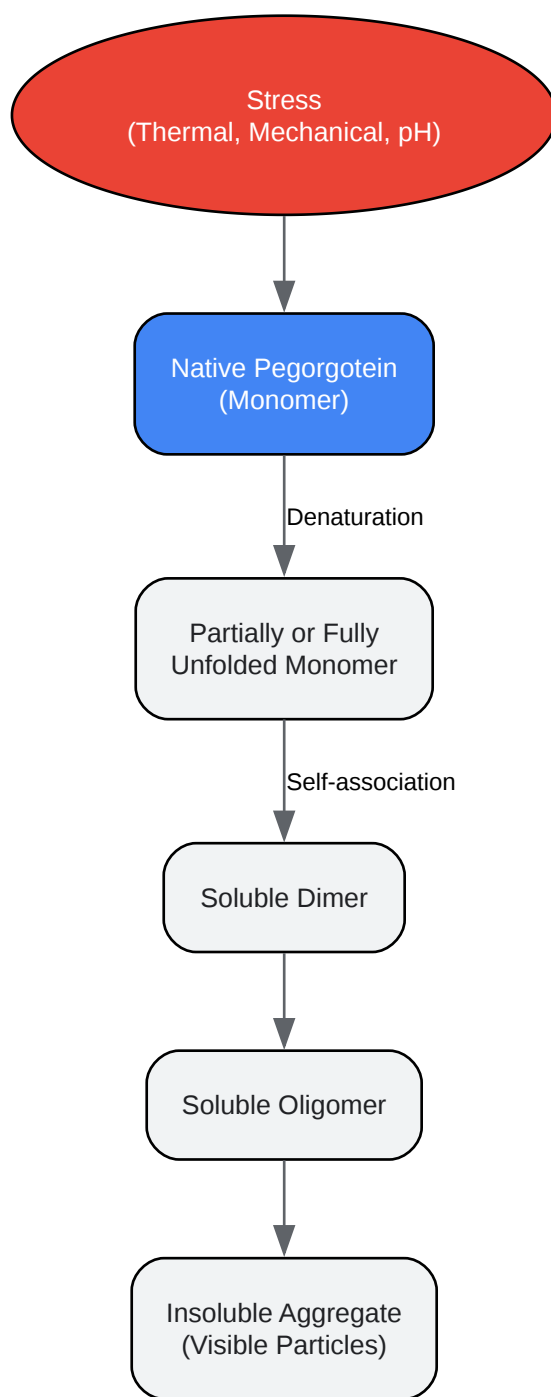 Stress
(Thermal, Mechanical, pH)
Native Pegorgotein
(Monomer)
Denaturation
Partially or Fully
Unfolded Monomer
Self-association
Soluble Dimer
Soluble Oligomer
Insoluble Aggregate
(Visible Particles)